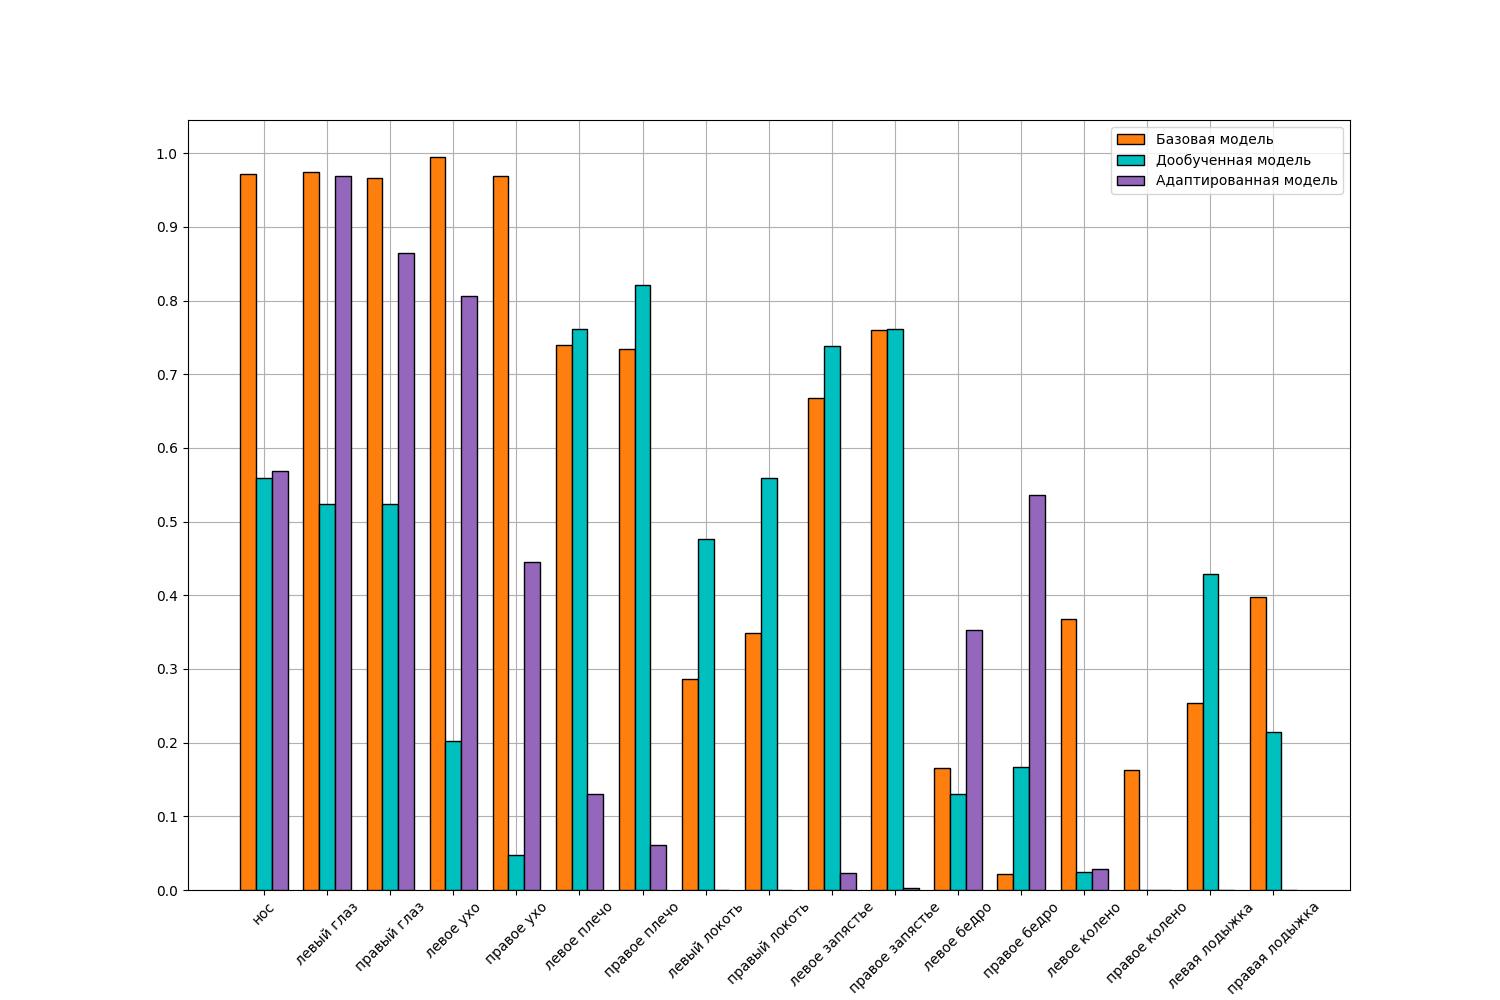 1.0
0.9
0.8
0.7
0.6
0.5
0.4
0.3
0.2
0.1
0.0
Базовая модель
Дообученная модель
Адаптированная модель
нос
левый глаз
правый глаз
левое ухо
правое ухо
левое плечо
правое плечо
левый локоть
правый локоть
левое запястье
правое запястье
левое бедро
правое бедро
левое колено
правое колено
левая лодыжка
правая лодыжка